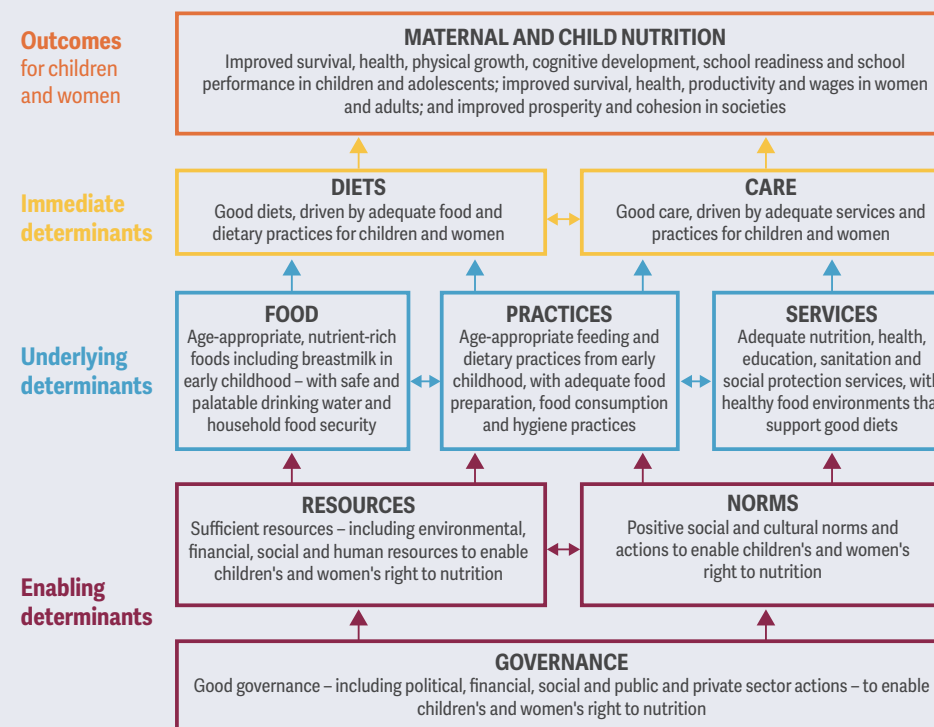 Outcomes
for children
and women
MATERNAL AND CHILD NUTRITION
Improved survival, health, physical growth, cognitive development, school readiness and school
performance in children and adolescents; improved survival, health, productivity and wages in women
and adults; and improved prosperity and cohesion in societies
Immediate
determinants
DIETS
Good diets, driven by adequate food and
dietary practices for children and women
CARE
Good care, driven by adequate services and
practices for children and women
Underlying
determinants
FOOD
Age-appropriate, nutrient-rich
foods including breastmilk in
early childhood – with safe and
palatable drinking water and
household food security
PRACTICES
Age-appropriate feeding and
dietary practices from early
childhood, with adequate food
preparation, food consumption
and hygiene practices
SERVICES
Adequate nutrition, health,
education, sanitation and
social protection services,
healthy food environments
support good diets
Enabling
determinants
RESOURCES
Sufficient resources – including environmental,
financial, social and human resources to enable
children's and women's right to nutrition
NORMS
Positive social and cultural norms and
actions to enable children's and women's
right to nutrition
GOVERNANCE
Good governance – including political, financial, social and public and private sector actions – to enable
children's and women's right to nutrition